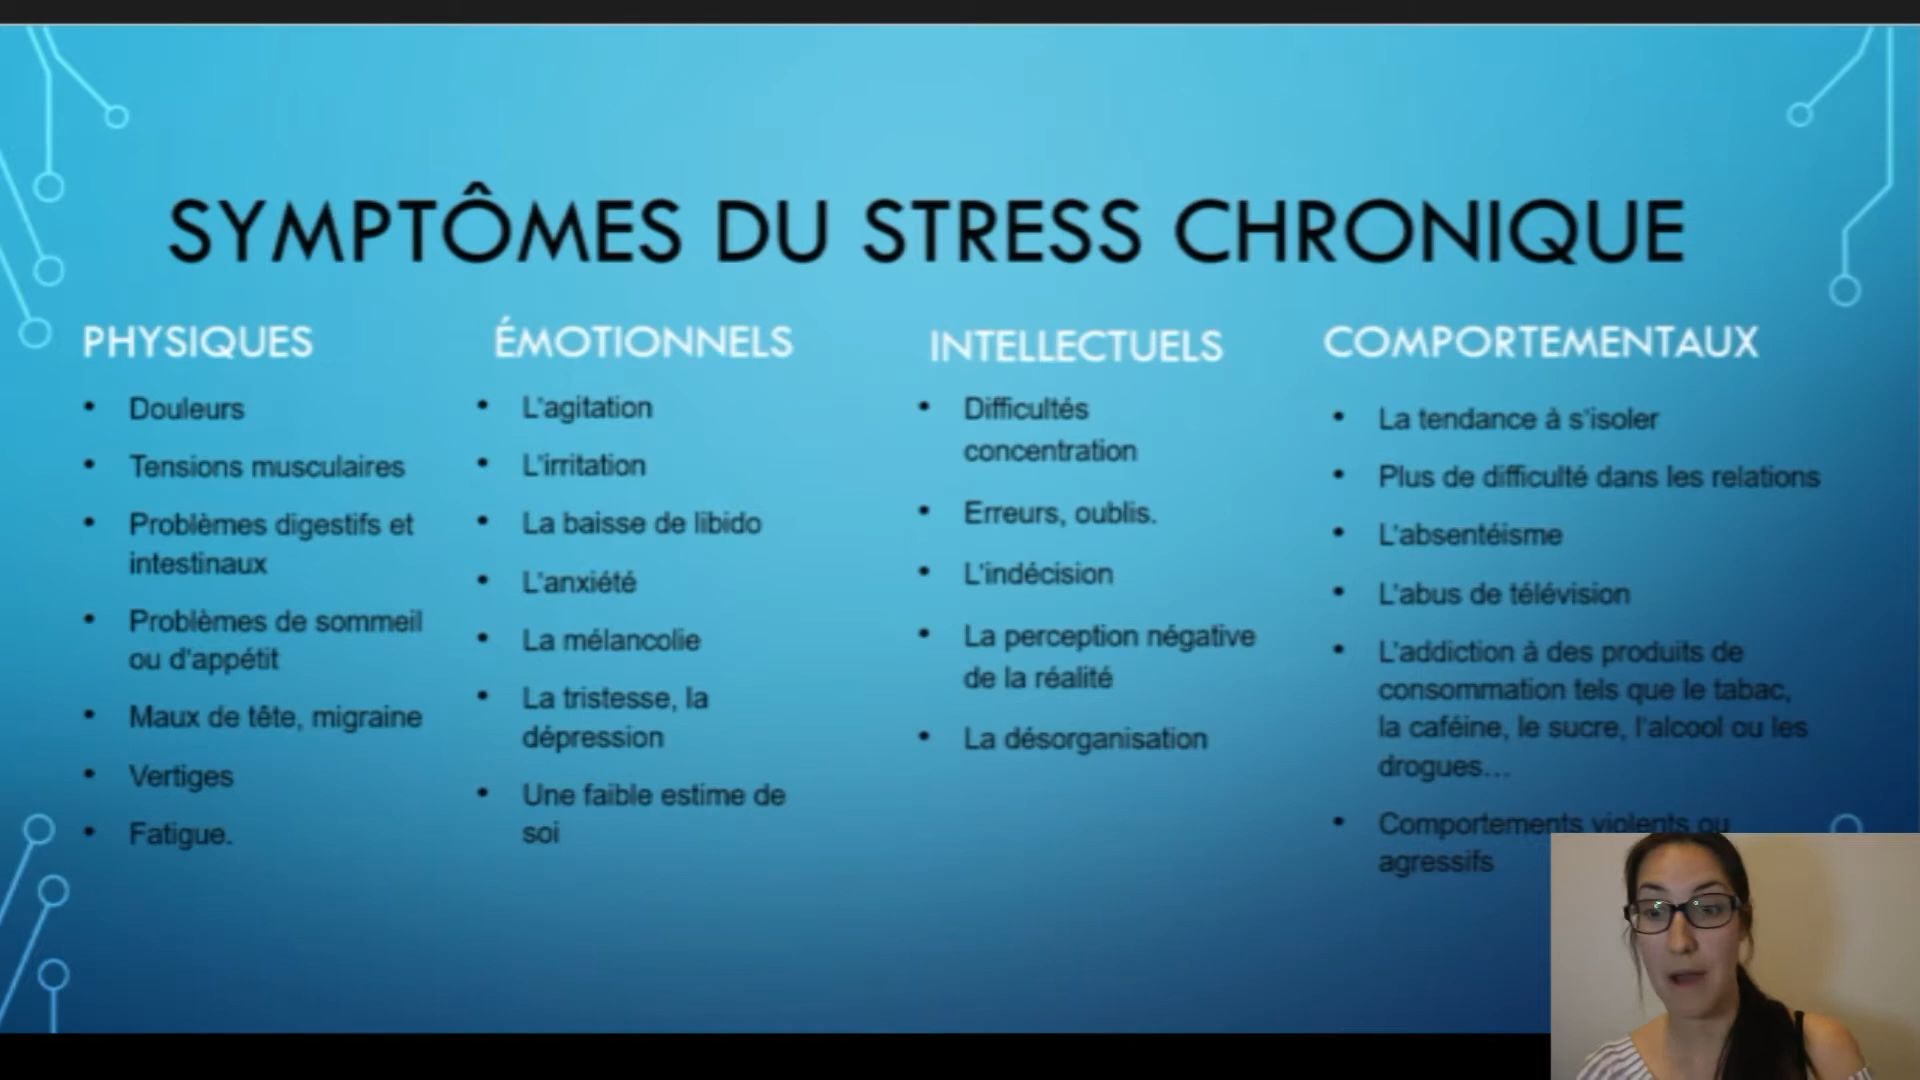 SYMPTÔMES DU STRESS CHRONIQUE
PHYSIQUES
Douleurs
Tensions musculaires
Problèmes digestifs et
intestinaux
Problèmes de sommeil
ou d'appétit
Maux de tête, migraine
Vertiges
Fatigue.
ÉMOTIONNELS
L'agitation
L'irritation
La baisse de libido
L'anxiété
La mélancolie
La tristesse, la
dépression
Une faible estime de
soi
INTELLECTUELS
Difficultés
concentration
Erreurs, oublis.
L'indécision
La perception négative
de la réalité
La désorganisation
COMPORTEMENTAUX
La tendance à s'isoler
Plus de difficulté dans les relations
L'absentéisme
L'abus de télévision
L'addiction à des produits de
consommation tels que le tabac,
la caféine, le sucre, l'alcool ou les
drogues…
Comportements violents ou
agressifs